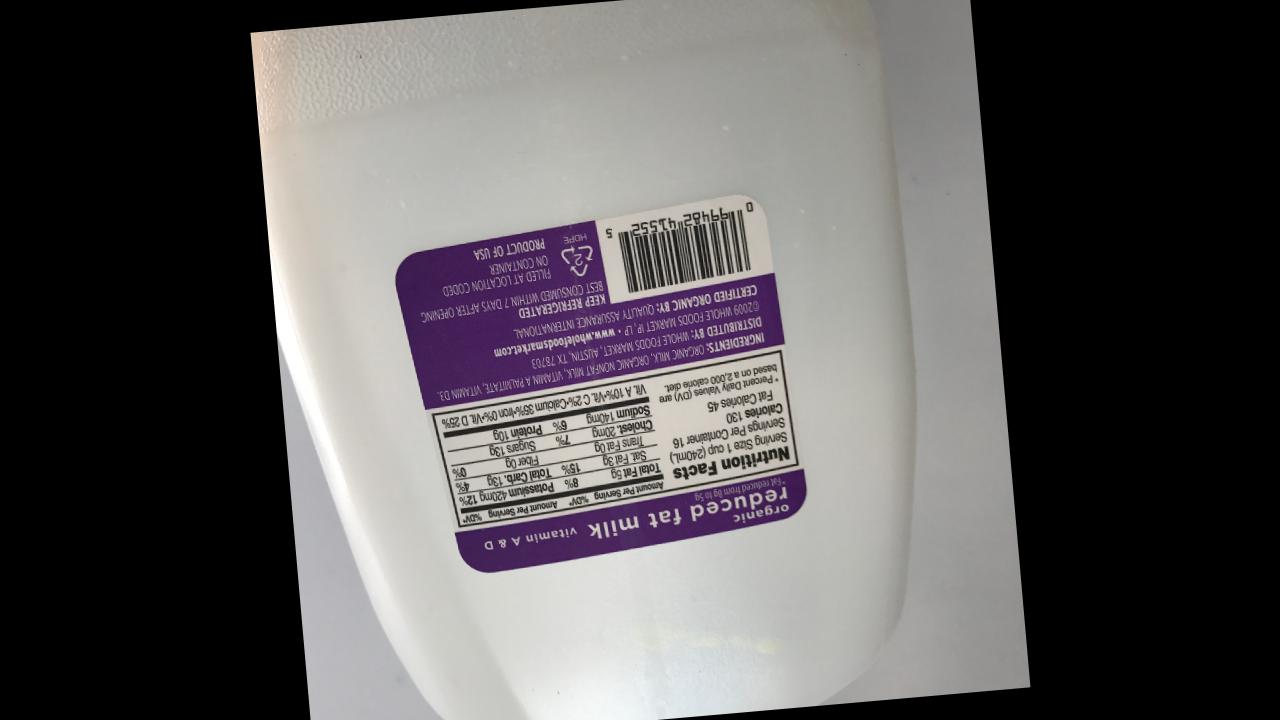 organic
reduced fat milk vitamin A & D
*Fat reduced from 8g to 5g
Nutrition Facts
Serving Size 1 cup (240mL)
Servings Per Container 16
Calories 130
Fat Calories 45
*Percent Daily Values (DV) are
based on a 2,000 calorie diet.
Amount Per Serving %DV* Amount Per Serving %DV*
Total Fat 5g 8% Potassium 420mg 12%
Sat. Fat 3g 15% Total Carb. 13g 4%
Trans Fat 0g Fiber 0g 0%
Cholest. 20mg 7% Sugars 13g
Sodium 140mg 6% Protein 10g
Vit. A 10%•Vit. C 2%•Calcium 35%•Iron 0%•Vit. D 25%
INGREDIENTS: ORGANIC MILK, ORGANIC NONFAT MILK, VITAMIN A PALMITATE, VITAMIN D3.
DISTRIBUTED BY: WHOLE FOODS MARKET, AUSTIN, TX 78703
©2009 WHOLE FOODS MARKET IP, LP • www.wholefoodsmarket.com
CERTIFIED ORGANIC BY: QUALITY ASSURANCE INTERNATIONAL
KEEP REFRIGERATED
BEST CONSUMED WITHIN 7 DAYS AFTER OPENING
FILLED AT LOCATION CODED
ON CONTAINER
PRODUCT OF USA
2
HDPE
0 99482 41552 5